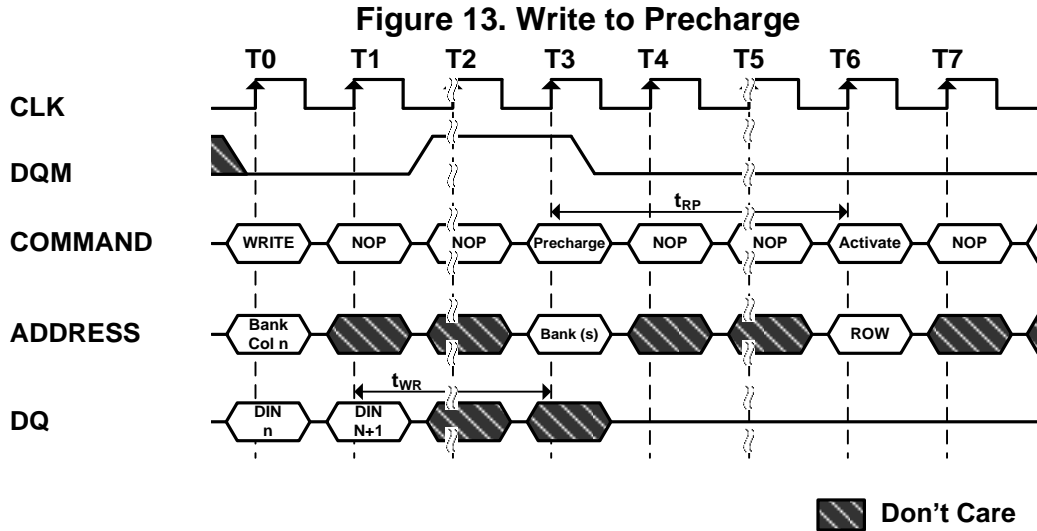 Figure 13. Write to Precharge
T0 T1 T2 T3 T4 T5 T6 T7
CLK
DQM
tRP
COMMAND WRITE NOP NOP Precharge NOP NOP Activate NOP
ADDRESS Bank Col n Bank (s) ROW
tWR
DQ DIN n DIN N+1
Don't Care